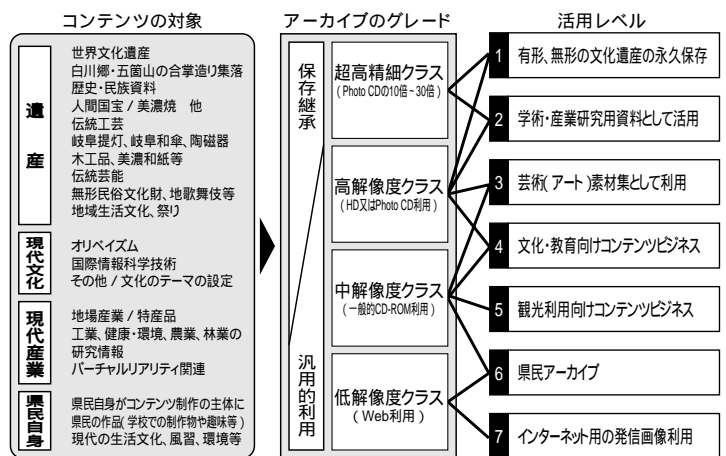 コンテンツの対象
遺産
世界文化遺産
白川郷・五箇山の合掌造り集落
歴史・民族資料
人間国宝 / 美濃焼　他
伝統工芸
岐阜提灯、岐阜和傘、陶磁器
木工品、美濃和紙等
伝統芸能
無形民俗文化財、地歌舞伎等
地域生活文化、祭り
現代文化
オリベイズム
国際情報科学技術
その他 / 文化のテーマの設定
現代産業
地場産業 / 特産品
工業、健康・環境、農業、林業の
研究情報
バーチャルリアリティ関連
県民自身
県民自身がコンテンツ制作の主体に
県民の作品(学校での制作物や趣味等)
現代の生活文化、風習、環境等
アーカイブのグレード
保存継承
汎用的利用
超高精細クラス
(Photo CDの10倍~30倍)
高解像度クラス
(HD又はPhoto CD利用)
中解像度クラス
(一般的CD-ROM利用)
低解像度クラス
(Web利用)
活用レベル
1 有形、無形の文化遺産の永久保存
2 学術・産業研究用資料として活用
3 芸術(アート)素材集として利用
4 文化・教育向けコンテンツビジネス
5 観光利用向けコンテンツビジネス
6 県民アーカイブ
7 インターネット用の発信画像利用